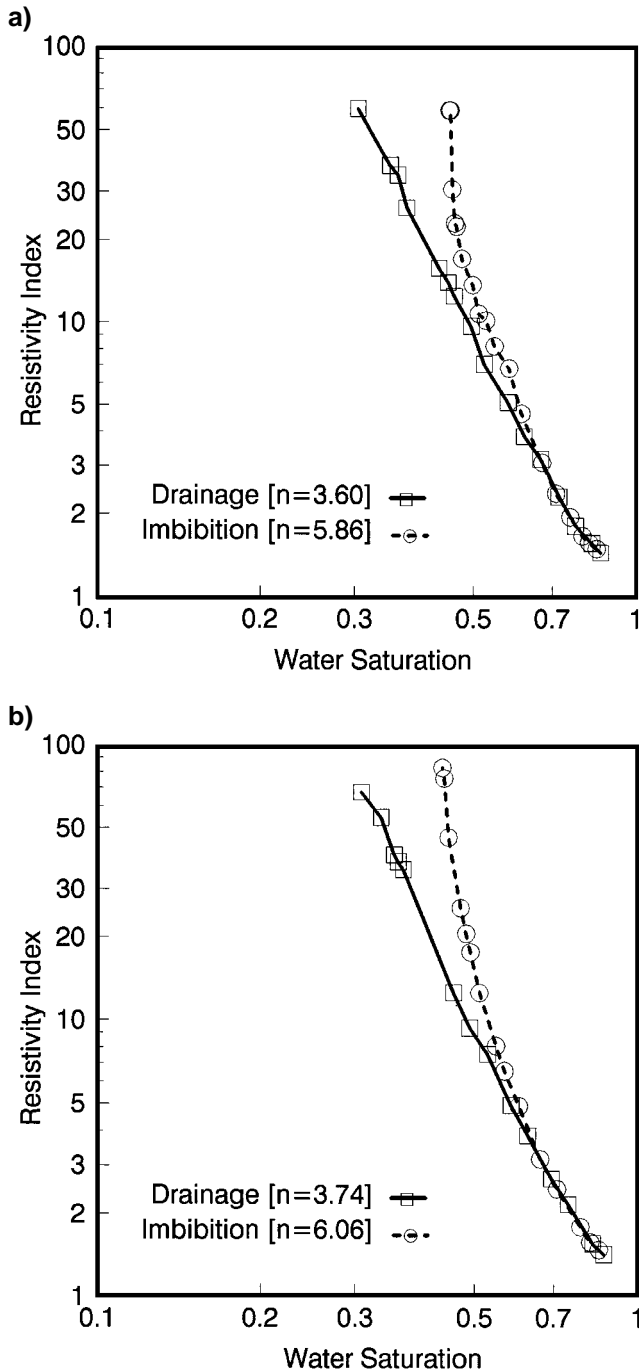 a)
100
50
30
20
10
5
3
2
1
Resistivity Index
Drainage [n=3.60]
Imbibition [n=5.86]
0.1 0.2 0.3 0.5 0.7 1
Water Saturation
b)
100
50
30
20
10
5
3
2
1
Resistivity Index
Drainage [n=3.74]
Imbibition [n=6.06]
0.1 0.2 0.3 0.5 0.7 1
Water Saturation